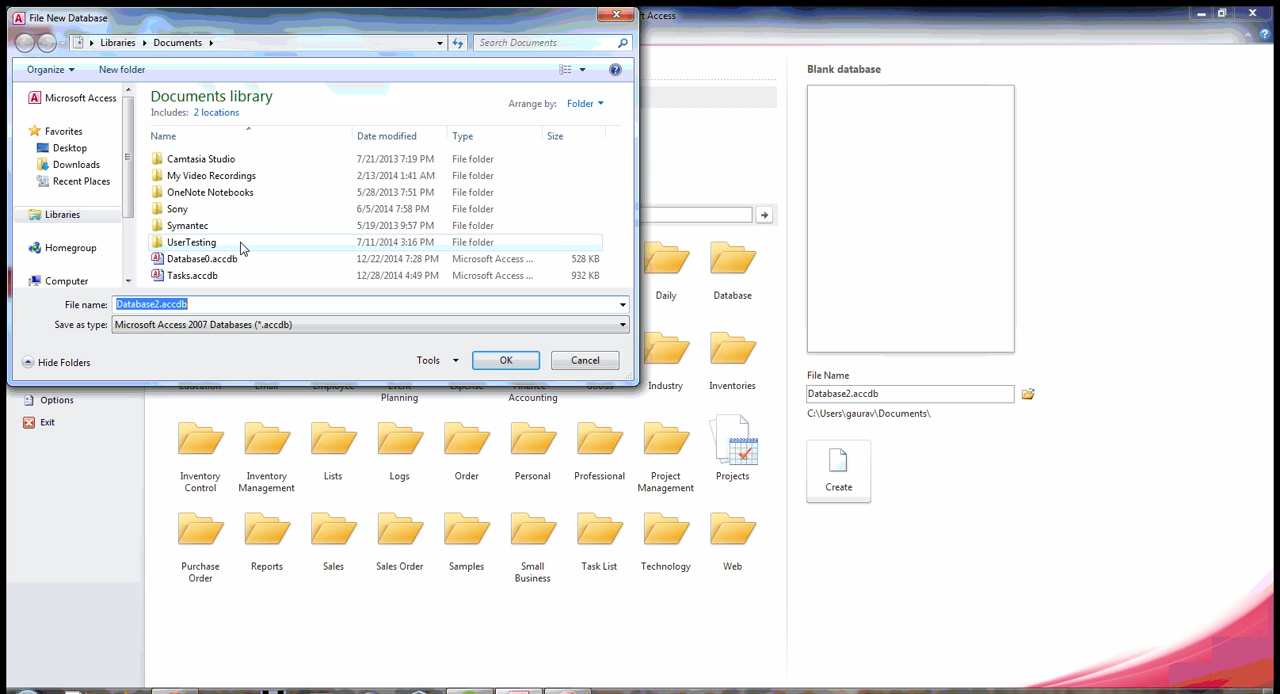 File New Database
t Access
Libraries Documents
Search Documents
Organize New folder
Microsoft Access
Favorites
Desktop
Downloads
Recent Places
Libraries
Homegroup
Computer
Documents library
Includes: 2 locations
Arrange by: Folder
Name Date modified Type Size
Camtasia Studio 7/21/2013 7:19 PM File folder
My Video Recordings 2/13/2014 1:41 AM File folder
OneNote Notebooks 5/28/2013 7:51 PM File folder
Sony 6/5/2014 7:58 PM File folder
Symantec 5/19/2013 9:57 PM File folder
UserTesting 7/11/2014 3:16 PM File folder
Database0.accdb 12/22/2014 7:28 PM Microsoft Access ... 528 KB
Tasks.accdb 12/28/2014 4:49 PM Microsoft Access ... 932 KB
File name: Database2.accdb
Save as type: Microsoft Access 2007 Databases (*.accdb)
Hide Folders
Tools OK Cancel
Options
Exit
Daily Database
Industry Inventories
Event Planning
Finance Accounting
Inventory Control
Inventory Management
Lists
Logs
Order
Personal
Professional
Project Management
Projects
Purchase Order
Reports
Sales
Sales Order
Samples
Small Business
Task List
Technology
Web
Blank database
File Name
Database2.accdb
C:\Users\gaurav\Documents\
Create